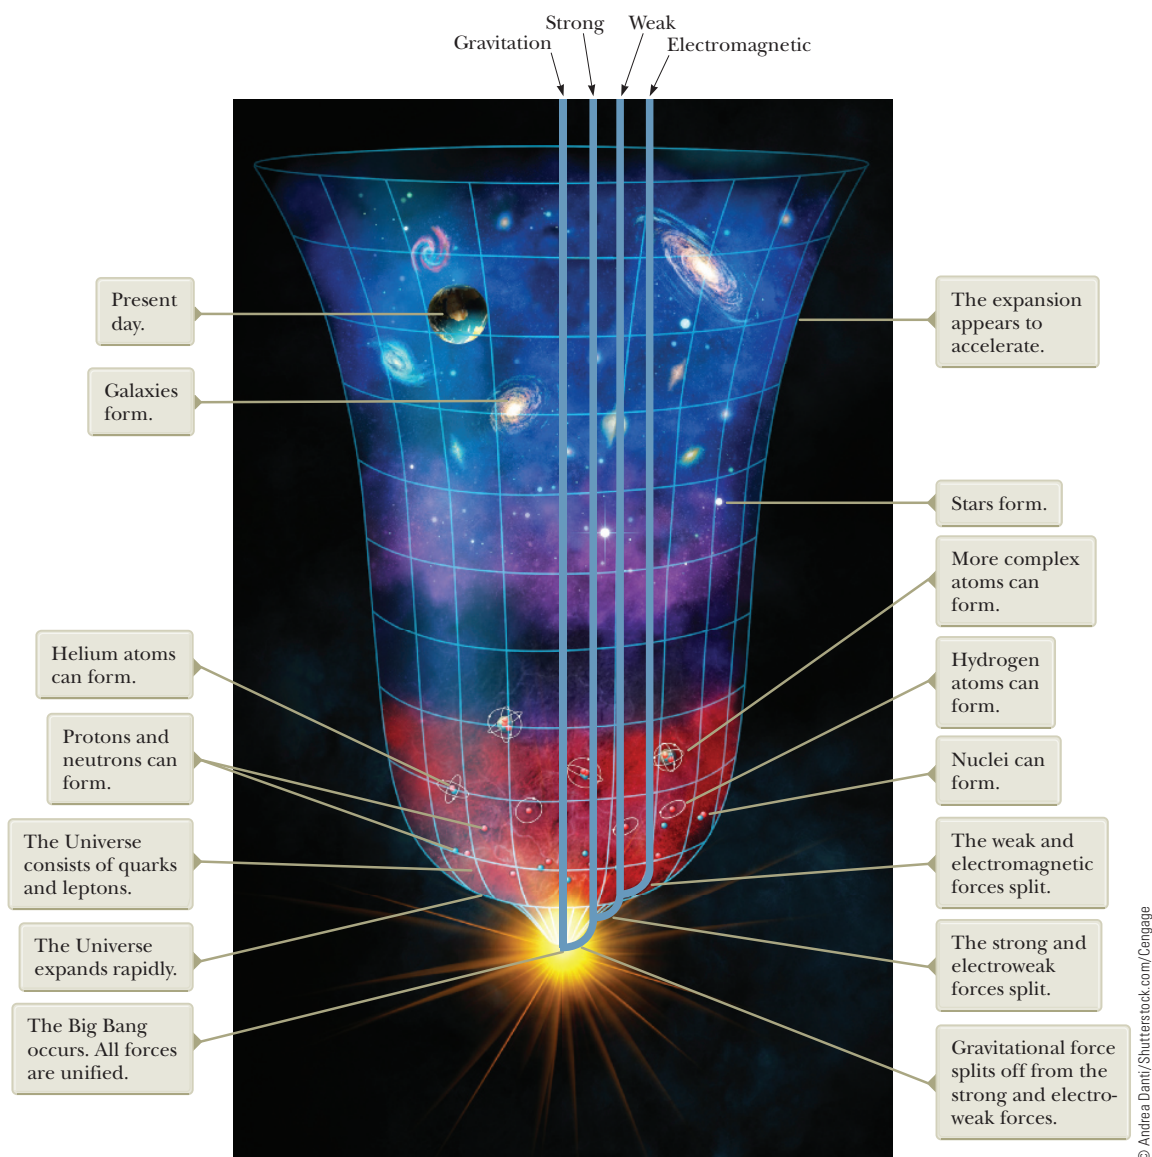 Strong
Weak
Gravitation
Electromagnetic
Present
day.
Galaxies
form.
Helium atoms
can form.
Protons and
neutrons can
form.
The Universe
consists of quarks
and leptons.
The Universe
expands rapidly.
The Big Bang
occurs. All forces
are unified.
The expansion
appears to
accelerate.
Stars form.
More complex
atoms can
form.
Hydrogen
atoms can
form.
Nuclei can
form.
The weak and
electromagnetic
forces split.
The strong and
electroweak
forces split.
Gravitational force
splits off from the
strong and electro-
weak forces.
© Andrea Danti/Shutterstock.com/Cengage